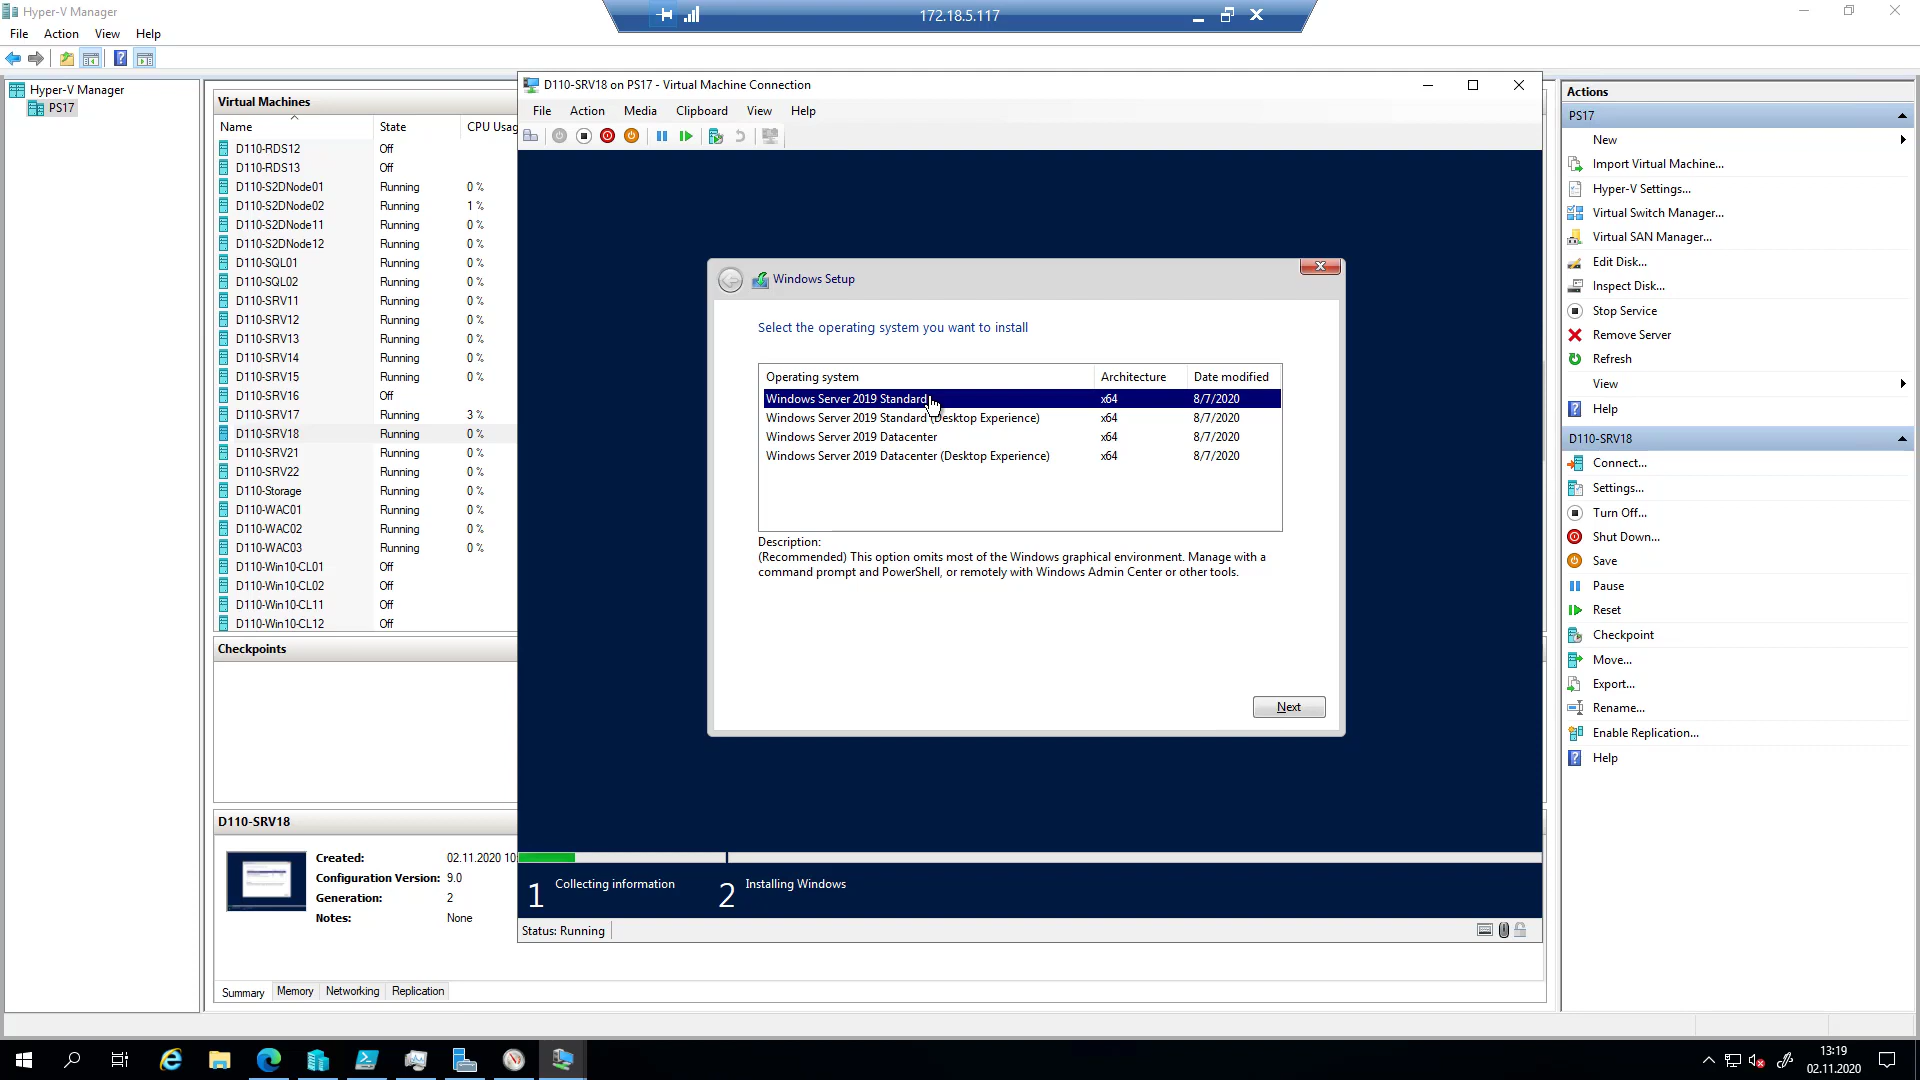 Hyper-V Manager
172.18.5.117
File Action View Help
Hyper-V Manager
PS17
Virtual Machines
Name State CPU Usag
D110-RDS12 Off
D110-RDS13 Off
D110-S2DNode01 Running 0 %
D110-S2DNode02 Running 1 %
D110-S2DNode11 Running 0 %
D110-S2DNode12 Running 0 %
D110-SQL01 Running 0 %
D110-SQL02 Running 0 %
D110-SRV11 Running 0 %
D110-SRV12 Running 0 %
D110-SRV13 Running 0 %
D110-SRV14 Running 0 %
D110-SRV15 Running 0 %
D110-SRV16 Off
D110-SRV17 Running 3 %
D110-SRV18 Running 0 %
D110-SRV21 Running 0 %
D110-SRV22 Running 0 %
D110-Storage Running 0 %
D110-WAC01 Running 0 %
D110-WAC02 Running 0 %
D110-WAC03 Running 0 %
D110-Win10-CL01 Off
D110-Win10-CL02 Off
D110-Win10-CL11 Off
D110-Win10-CL12 Off
Checkpoints
D110-SRV18
Created: 02.11.2020 10
Configuration Version: 9.0
Generation: 2
Notes: None
Summary Memory Networking Replication
D110-SRV18 on PS17 - Virtual Machine Connection
File Action Media Clipboard View Help
Windows Setup
Select the operating system you want to install
Operating system Architecture Date modified
Windows Server 2019 Standard x64 8/7/2020
Windows Server 2019 Standard (Desktop Experience) x64 8/7/2020
Windows Server 2019 Datacenter x64 8/7/2020
Windows Server 2019 Datacenter (Desktop Experience) x64 8/7/2020
Description:
(Recommended) This option omits most of the Windows graphical environment. Manage with a
command prompt and PowerShell, or remotely with Windows Admin Center or other tools.
Next
1 Collecting information 2 Installing Windows
Status: Running
Actions
PS17
New
Import Virtual Machine...
Hyper-V Settings...
Virtual Switch Manager...
Virtual SAN Manager...
Edit Disk...
Inspect Disk...
Stop Service
Remove Server
Refresh
View
Help
D110-SRV18
Connect...
Settings...
Turn Off...
Shut Down...
Save
Pause
Reset
Checkpoint
Move...
Export...
Rename...
Enable Replication...
Help
13:19
02.11.2020